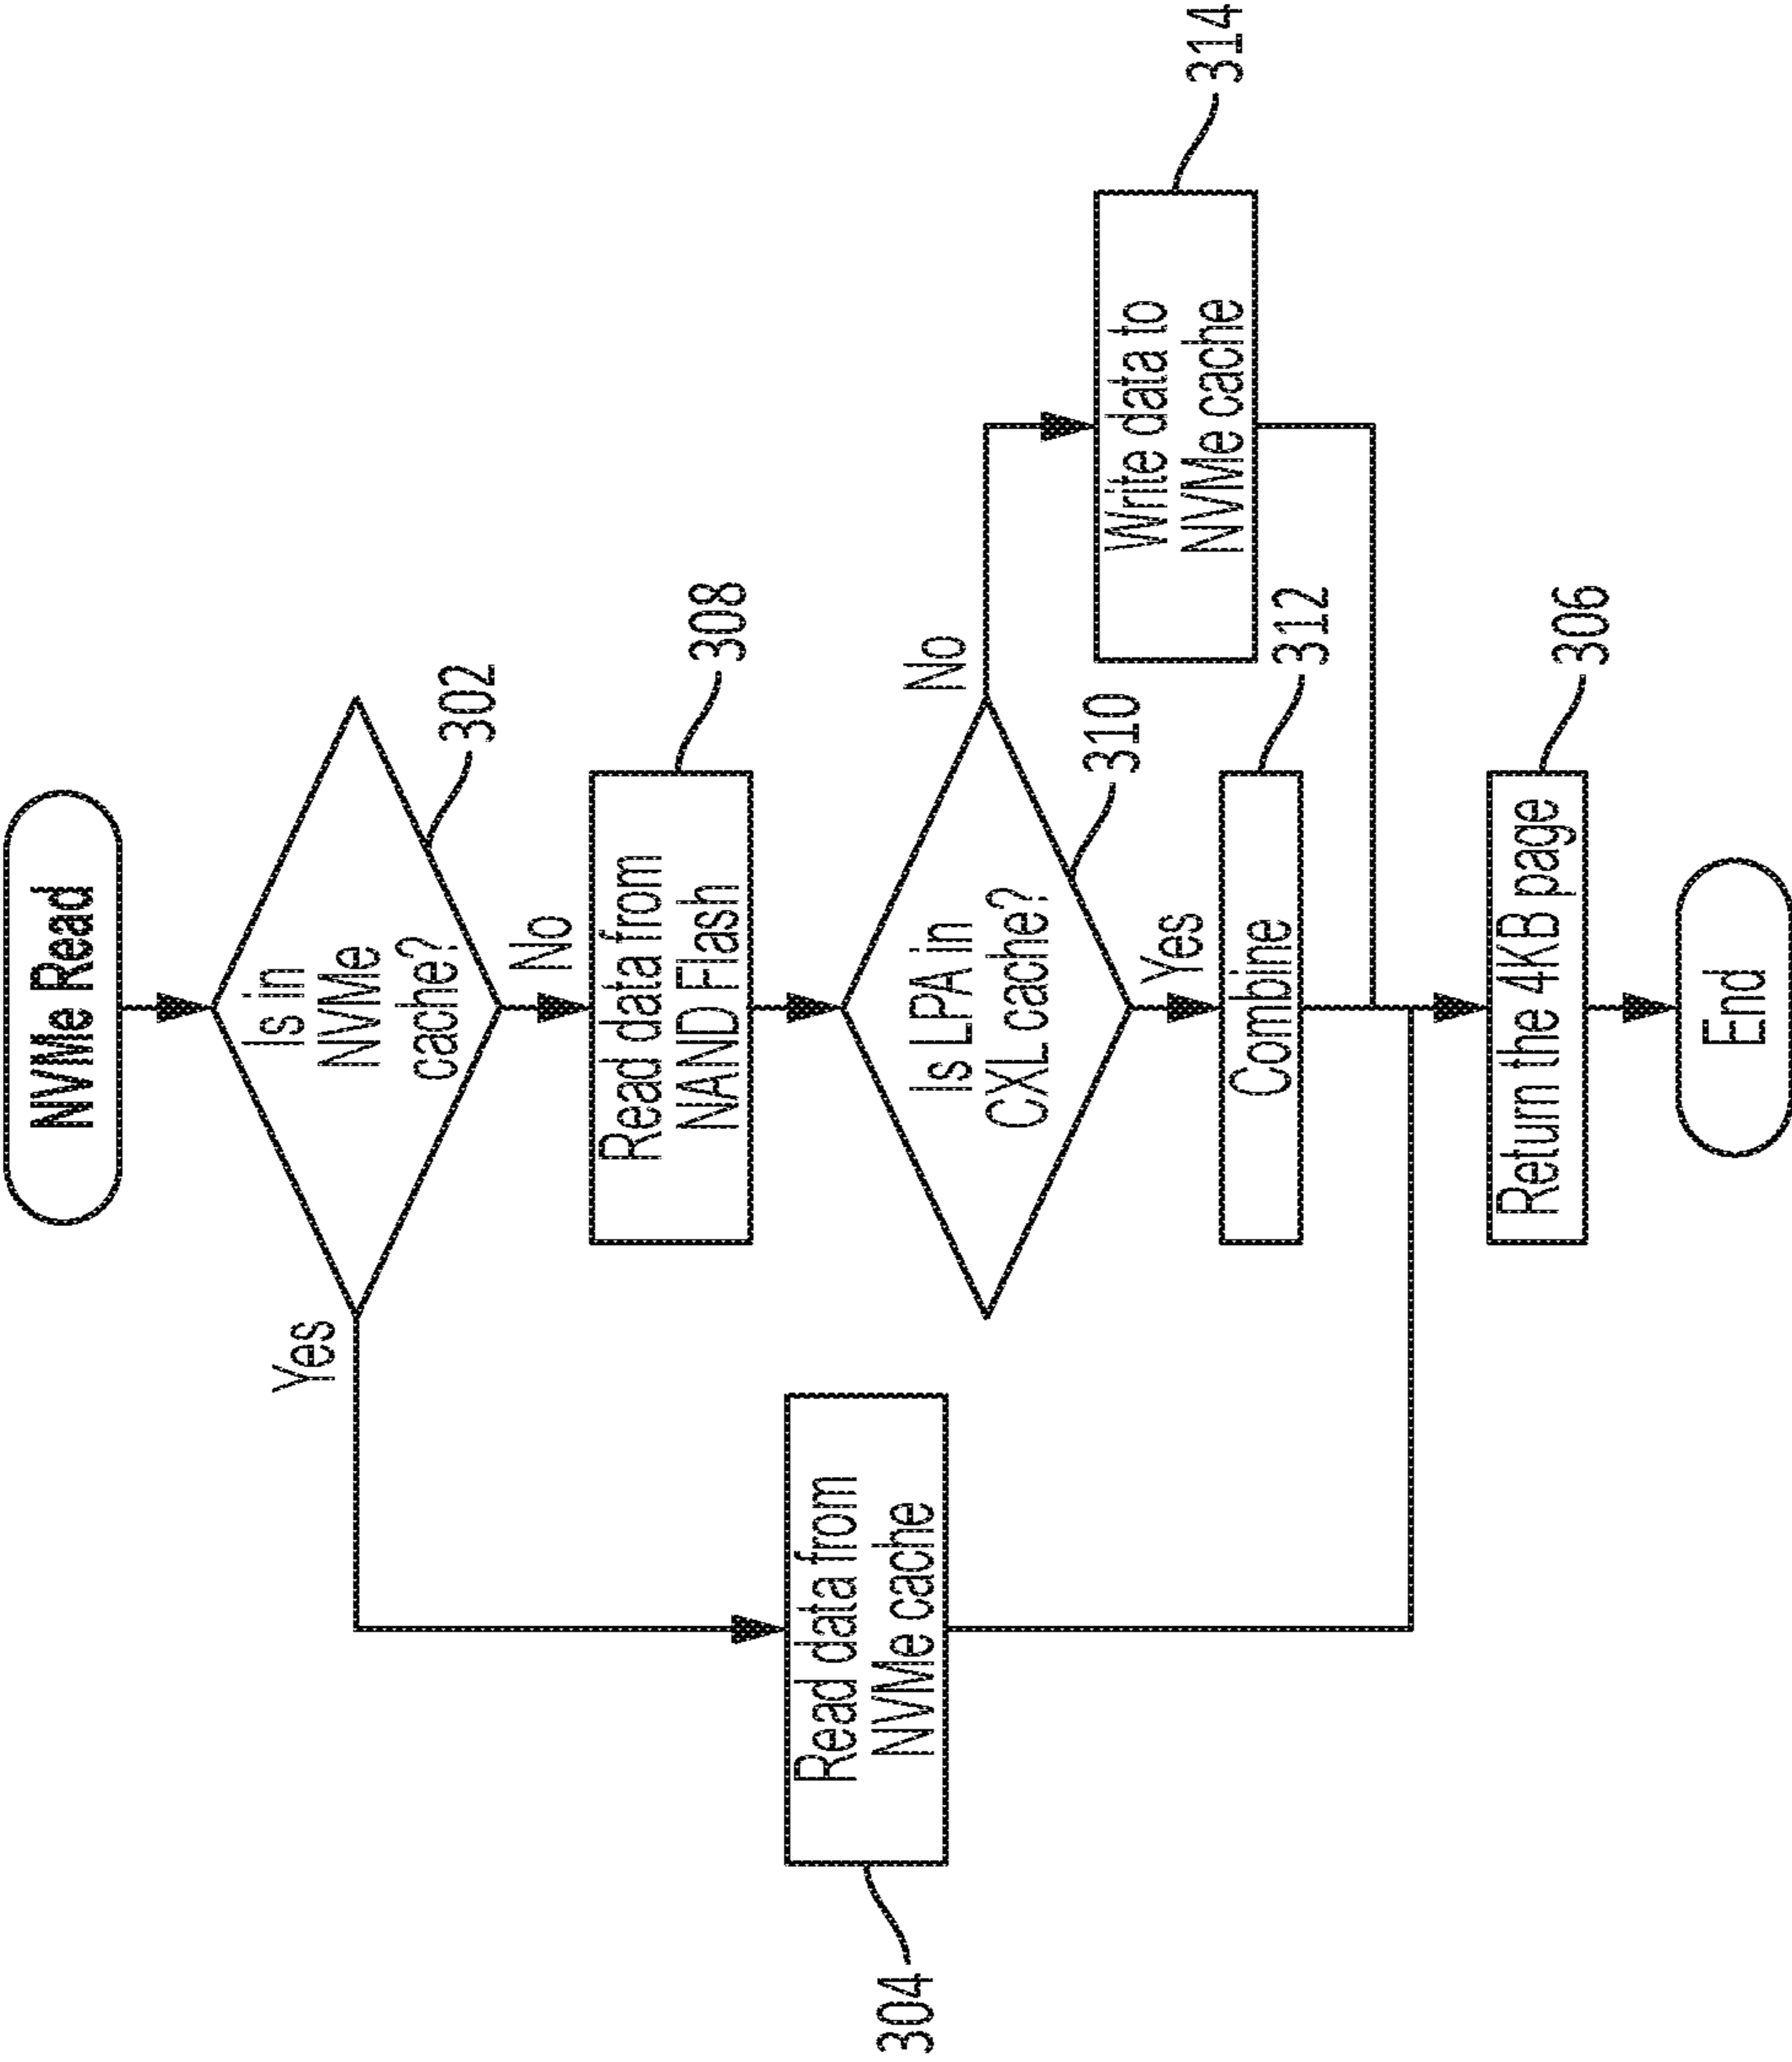 NVMe Read
Is in
NVMe
cache?
302
Yes
No
Read data from
NAND Flash
308
Read data from
NVMe cache
304
Is LPA in
CXL cache?
310
No
Yes
Write data to
NVMe cache
314
Combine
312
Return the 4KB page
306
End